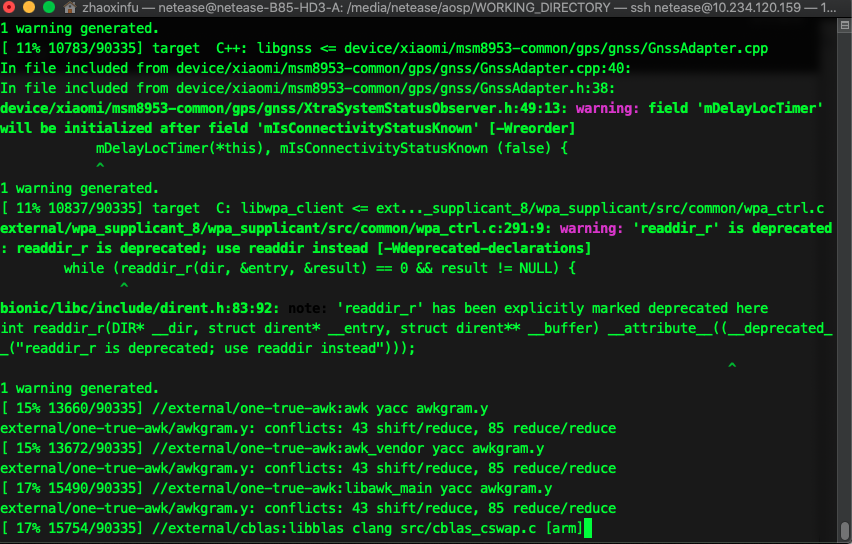 zhaoxinfu — netease@netease-B85-HD3-A: /media/netease/aosp/WORKING_DIRECTORY — ssh netease@10.234.120.159 — 1...
1 warning generated.
[ 11% 10783/90335] target  C++: libgnss <= device/xiaomi/msm8953-common/gps/gnss/GnssAdapter.cpp
In file included from device/xiaomi/msm8953-common/gps/gnss/GnssAdapter.cpp:40:
In file included from device/xiaomi/msm8953-common/gps/gnss/GnssAdapter.h:38:
device/xiaomi/msm8953-common/gps/gnss/XtraSystemStatusObserver.h:49:13: warning: field 'mDelayLocTimer'
will be initialized after field 'mIsConnectivityStatusKnown' [-Wreorder]
            mDelayLocTimer(*this), mIsConnectivityStatusKnown (false) {
            ^
1 warning generated.
[ 11% 10837/90335] target  C: libwpa_client <= ext..._supplicant_8/wpa_supplicant/src/common/wpa_ctrl.c
external/wpa_supplicant_8/wpa_supplicant/src/common/wpa_ctrl.c:291:9: warning: 'readdir_r' is deprecated
: readdir_r is deprecated; use readdir instead [-Wdeprecated-declarations]
        while (readdir_r(dir, &entry, &result) == 0 && result != NULL) {
               ^
bionic/libc/include/dirent.h:83:92: note: 'readdir_r' has been explicitly marked deprecated here
int readdir_r(DIR* __dir, struct dirent* __entry, struct dirent** __buffer) __attribute__((__deprecated_
_("readdir_r is deprecated; use readdir instead")));
                                                                                           ^
1 warning generated.
[ 15% 13660/90335] //external/one-true-awk:awk yacc awkgram.y
external/one-true-awk/awkgram.y: conflicts: 43 shift/reduce, 85 reduce/reduce
[ 15% 13672/90335] //external/one-true-awk:awk_vendor yacc awkgram.y
external/one-true-awk/awkgram.y: conflicts: 43 shift/reduce, 85 reduce/reduce
[ 17% 15490/90335] //external/one-true-awk:libawk_main yacc awkgram.y
external/one-true-awk/awkgram.y: conflicts: 43 shift/reduce, 85 reduce/reduce
[ 17% 15754/90335] //external/cblas:libblas clang src/cblas_cswap.c [arm]